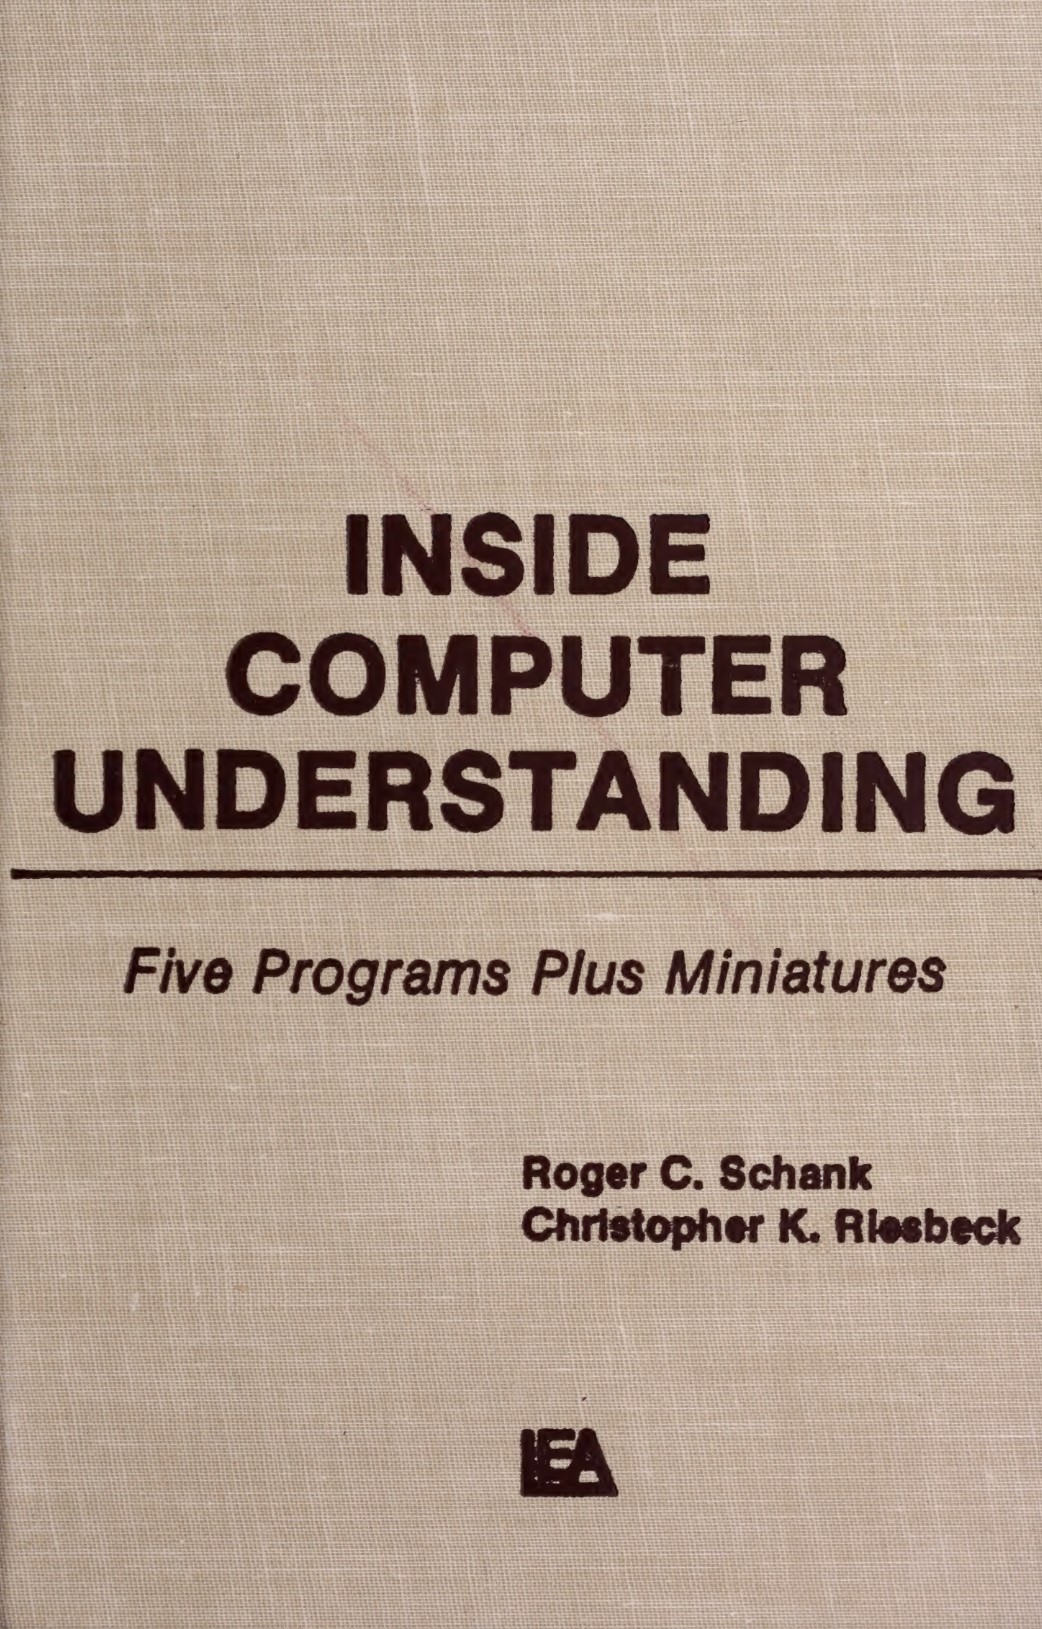 INSIDE
COMPUTER
UNDERSTANDING
Five Programs Plus Miniatures
Roger C. Schank
Christopher K. Riesbeck
LEA